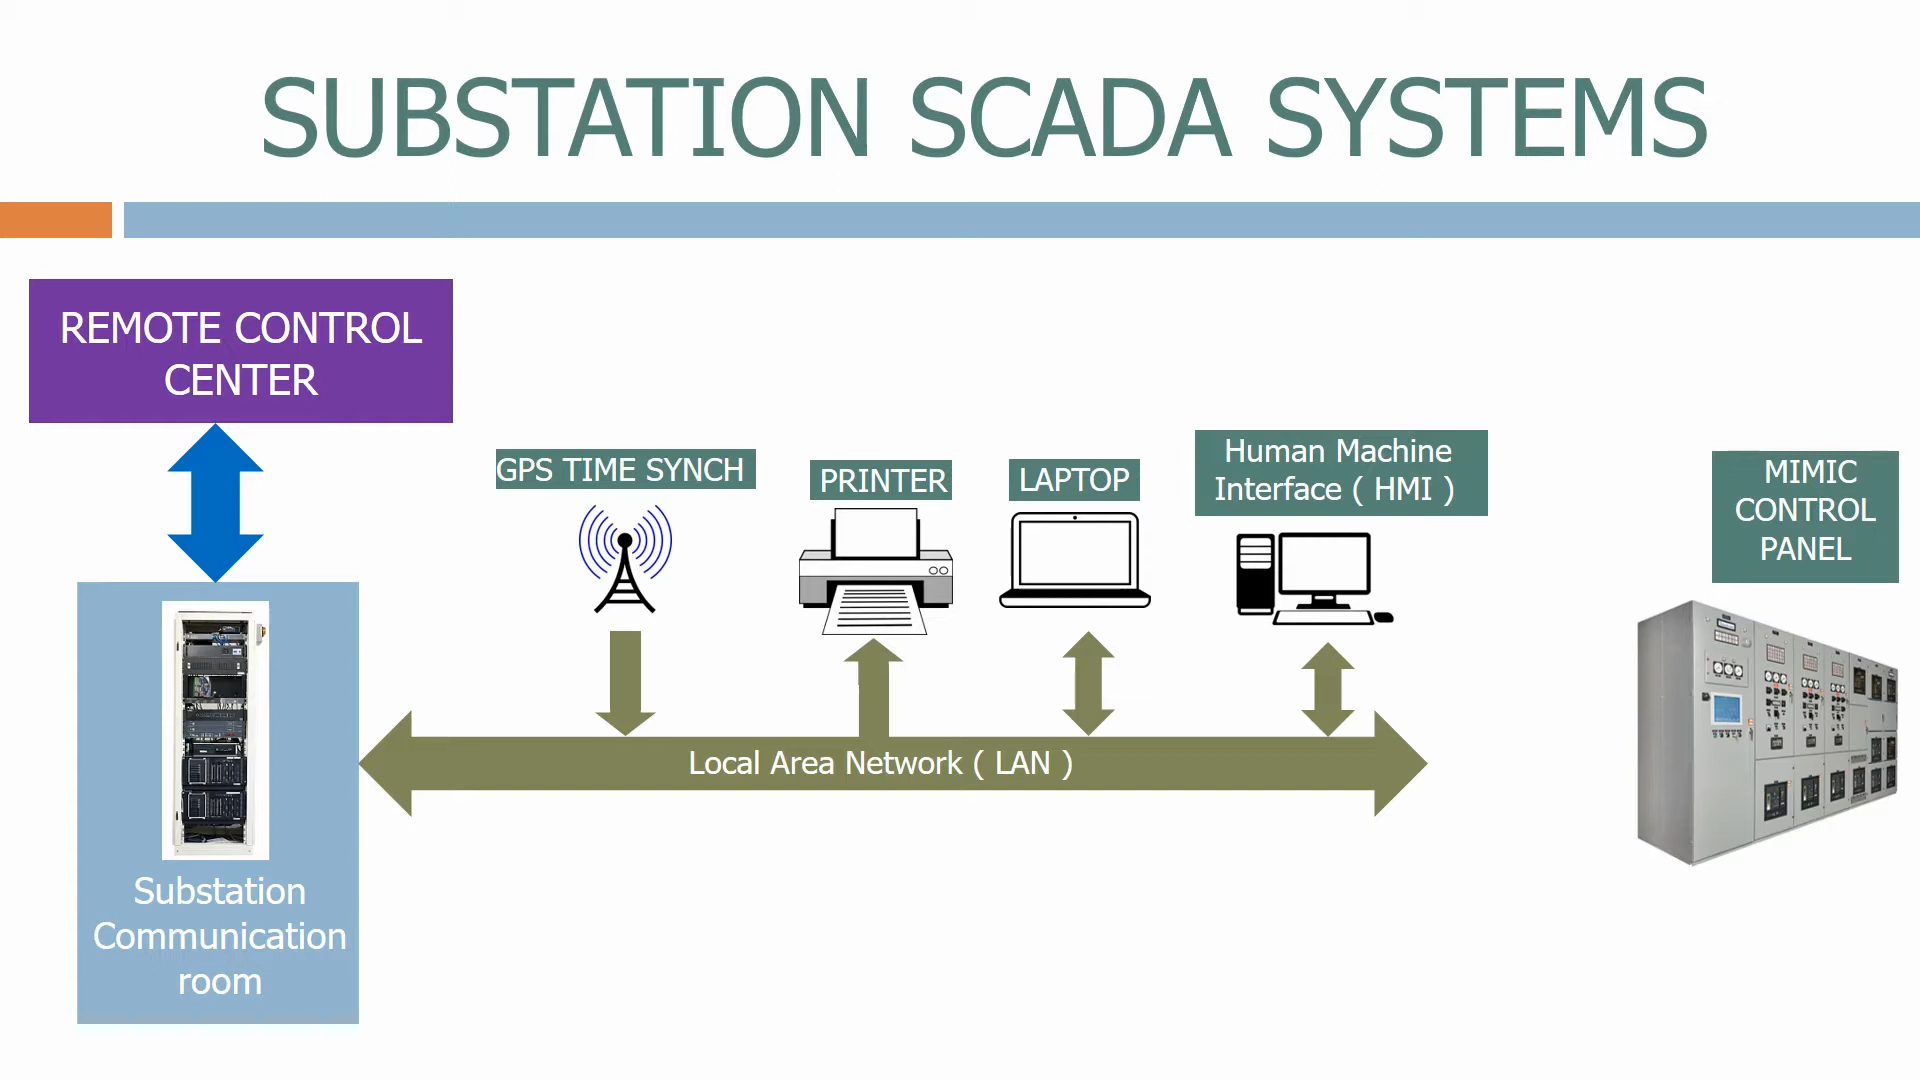 SUBSTATION SCADA SYSTEMS
REMOTE CONTROL
CENTER
GPS TIME SYNCH
PRINTER
LAPTOP
Human Machine
Interface ( HMI )
MIMIC
CONTROL
PANEL
Local Area Network ( LAN )
Substation
Communication
room